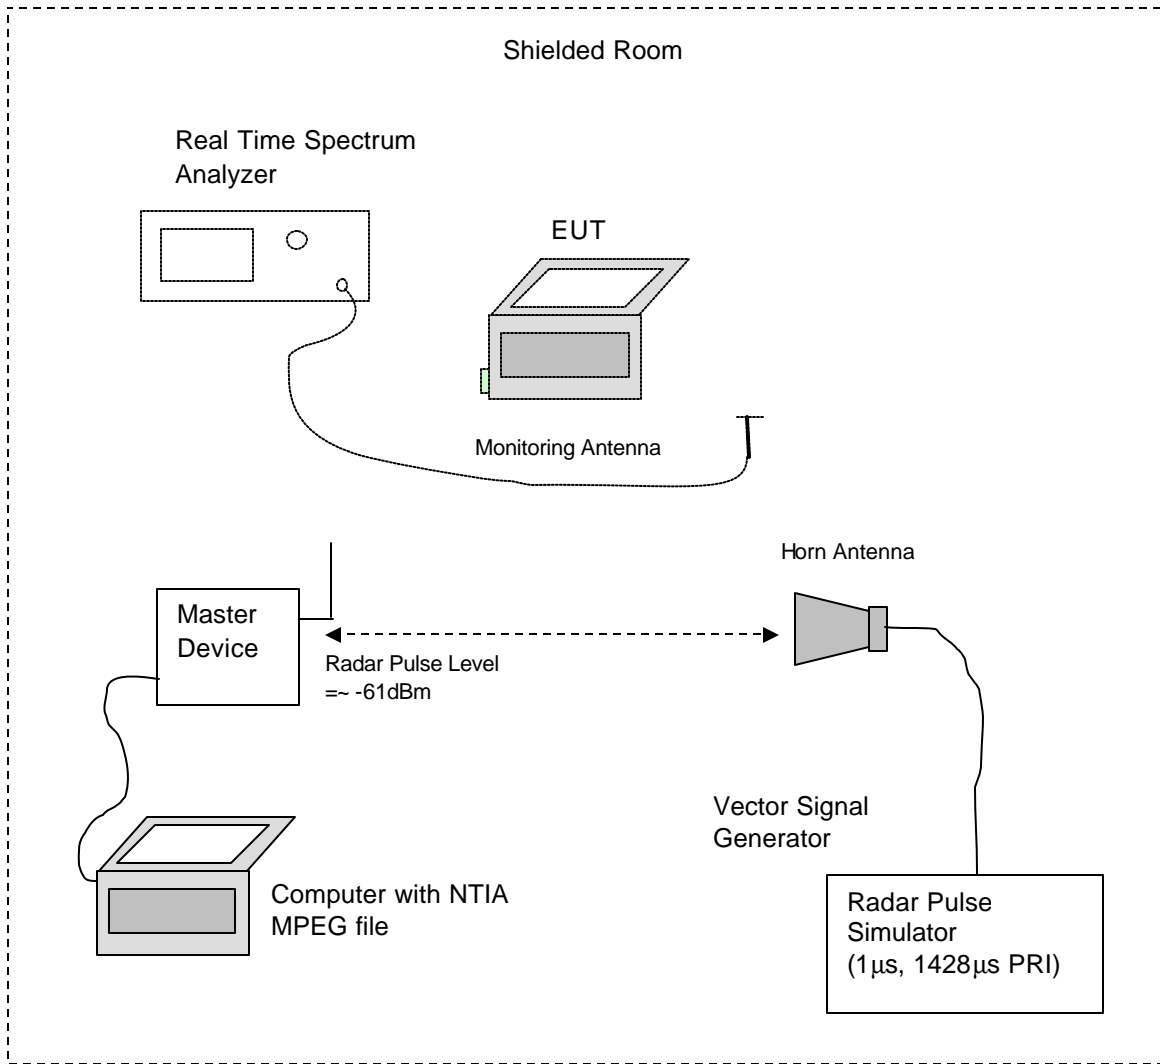 Shielded Room
Real Time Spectrum
Analyzer
EUT
Monitoring Antenna
Horn Antenna
Master
Device
Radar Pulse Level
=~ -61dBm
Vector Signal
Generator
Computer with NTIA
MPEG file
Radar Pulse
Simulator
(1μs, 1428μs PRI)